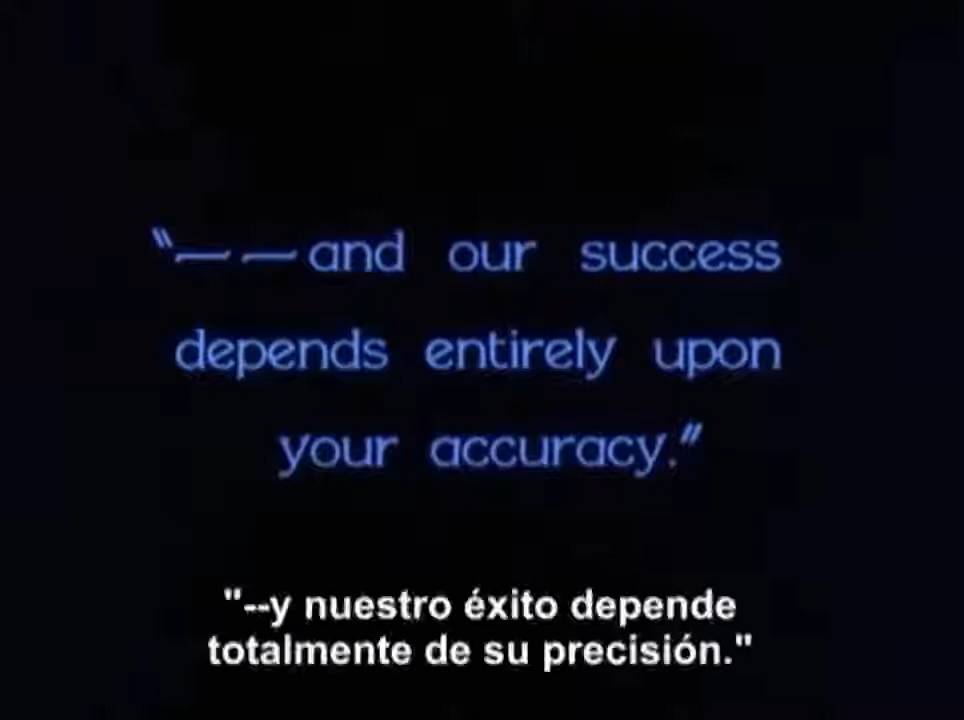 "——and our success
depends entirely upon
your accuracy."
"--y nuestro éxito depende
totalmente de su precisión."